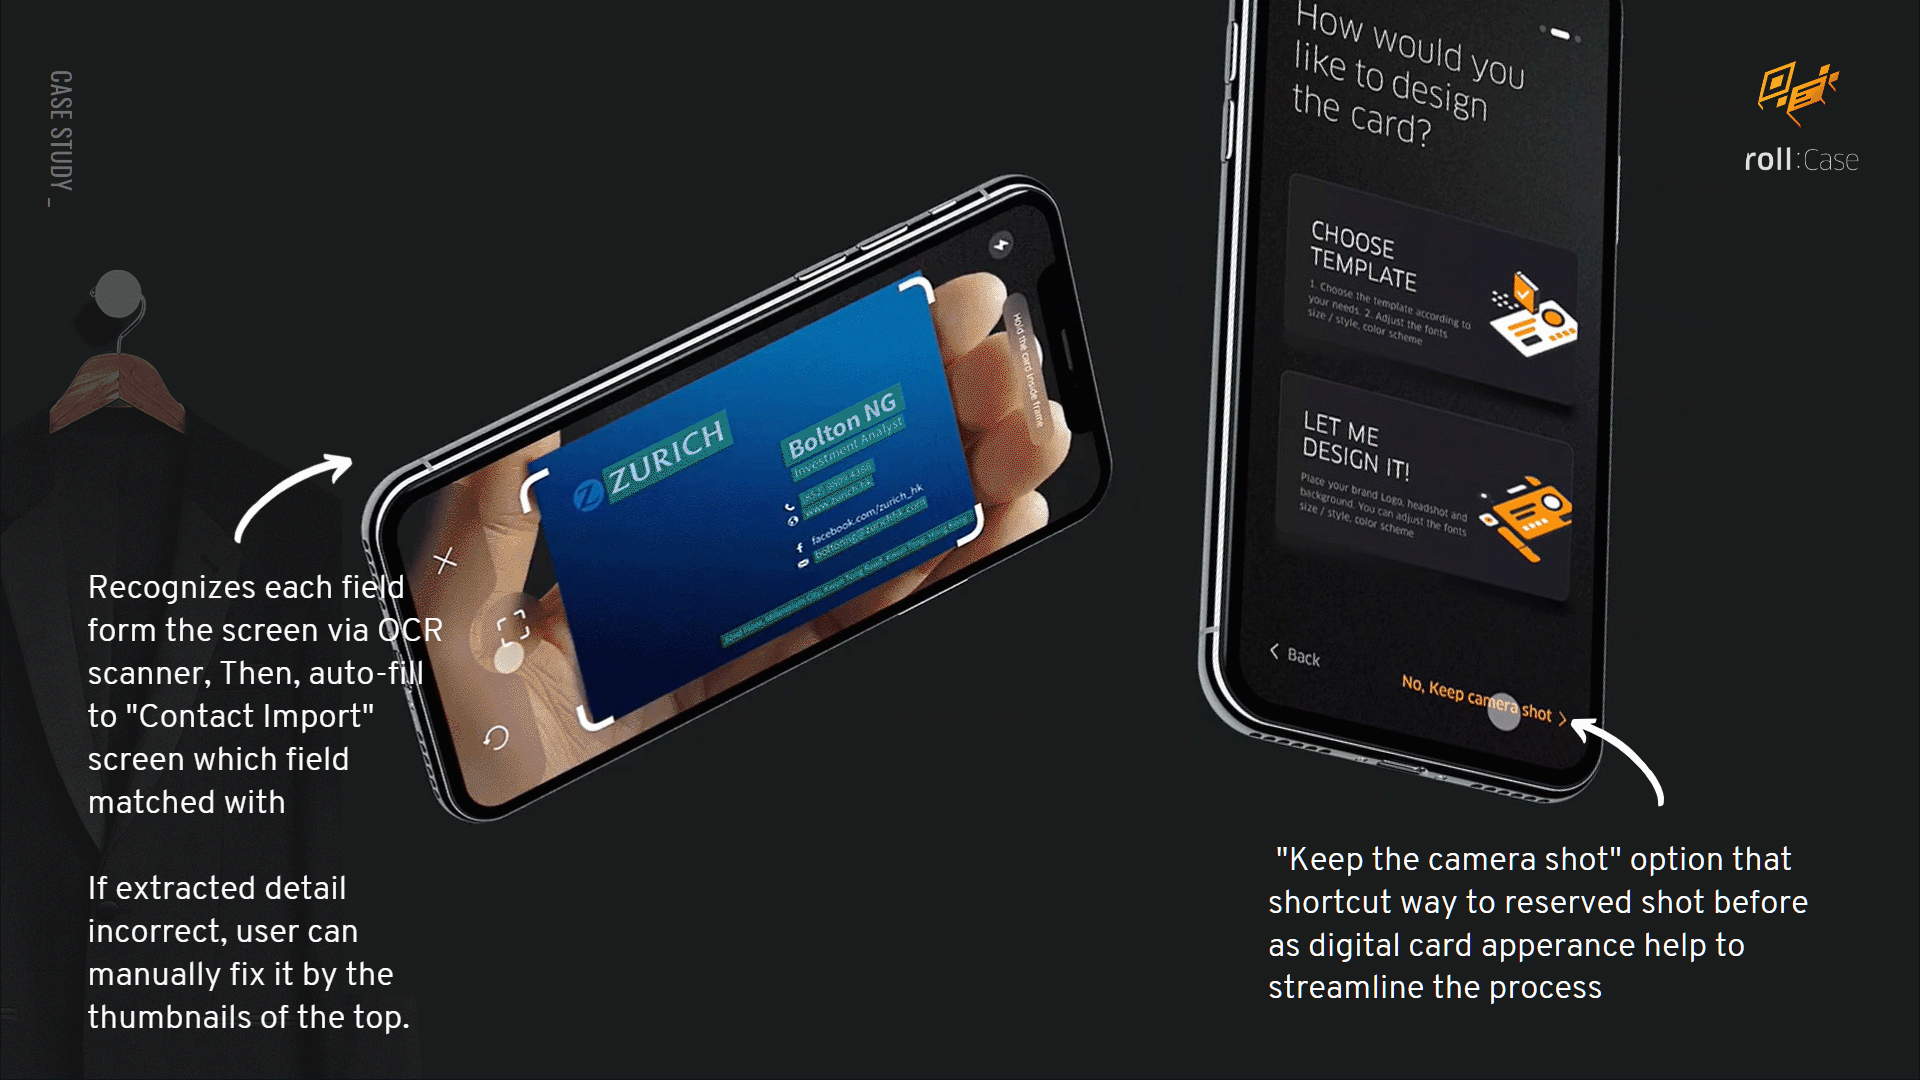 CASE STUDY_
roll:Case
How would you
like to design
the card?
CHOOSE
TEMPLATE
1. Choose the template according to
your needs. 2. Adjust the fonts
size / style, color scheme
LET ME
DESIGN IT!
Place your brand Logo, headshot and
background. You can adjust the fonts
size / style, color scheme
Back
No, Keep camera shot
Hold the Card inside frame
ZURICH
Bolton NG
Investment Analyst
www.zurich.hk
facebook.com/zurich_hk
Recognizes each field
form the screen via OCR
scanner, Then, auto-fill
to "Contact Import"
screen which field
matched with
If extracted detail
incorrect, user can
manually fix it by the
thumbnails of the top.
"Keep the camera shot" option that
shortcut way to reserved shot before
as digital card apperance help to
streamline the process